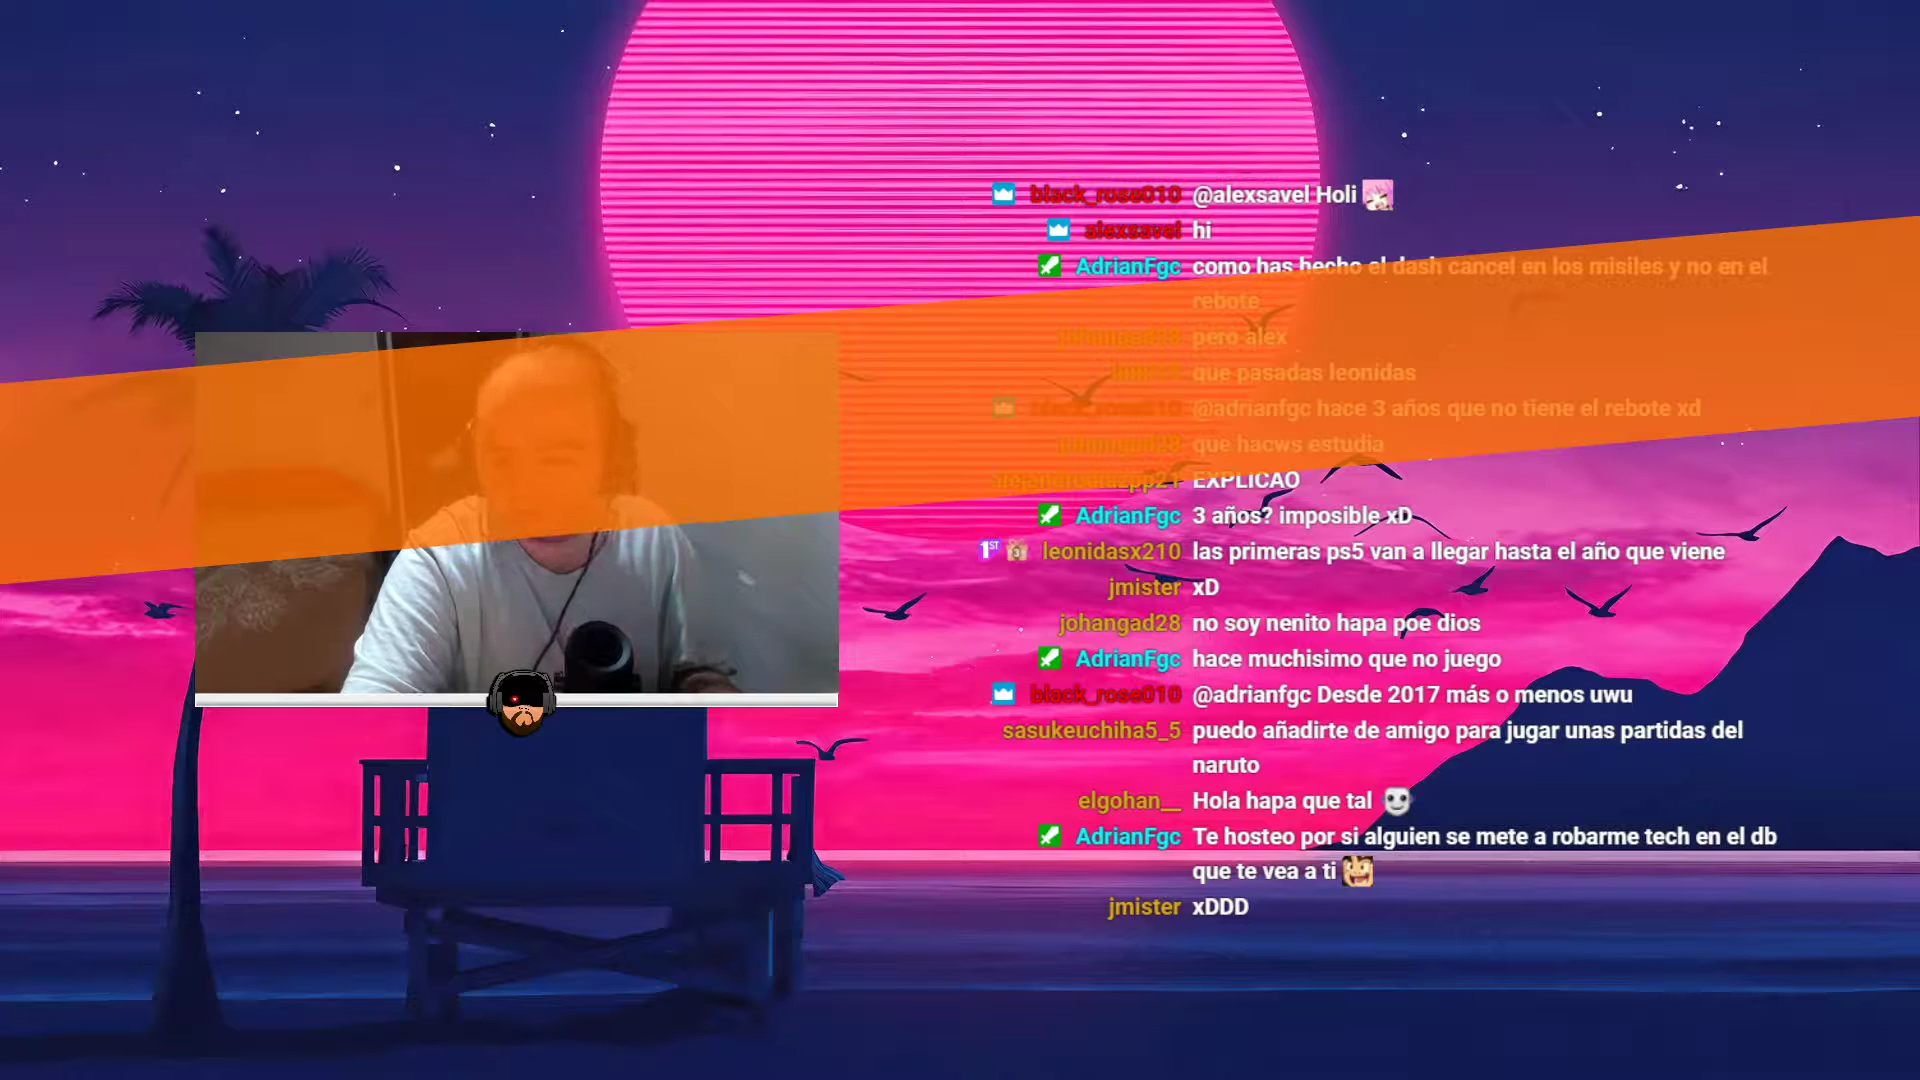 black_rose010 @alexsavel Holi
alexsavel hi
AdrianFgc como has hecho el dash cancel en los misiles y no en el
rebote
johangad28 pero alex
que pasadas leonidas
black_rose010 @adrianfgc hace 3 años que no tiene el rebote xd
johangad28 que hacws estudia
EXPLICAO
AdrianFgc 3 años? imposible xD
1ST 3 leonidasx210 las primeras ps5 van a llegar hasta el año que viene
jmister xD
johangad28 no soy nenito hapa poe dios
AdrianFgc hace muchisimo que no juego
black_rose010 @adrianfgc Desde 2017 más o menos uwu
sasukeuchiha5_5 puedo añadirte de amigo para jugar unas partidas del
naruto
elgohan__ Hola hapa que tal
AdrianFgc Te hosteo por si alguien se mete a robarme tech en el db
que te vea a ti
jmister xDDD